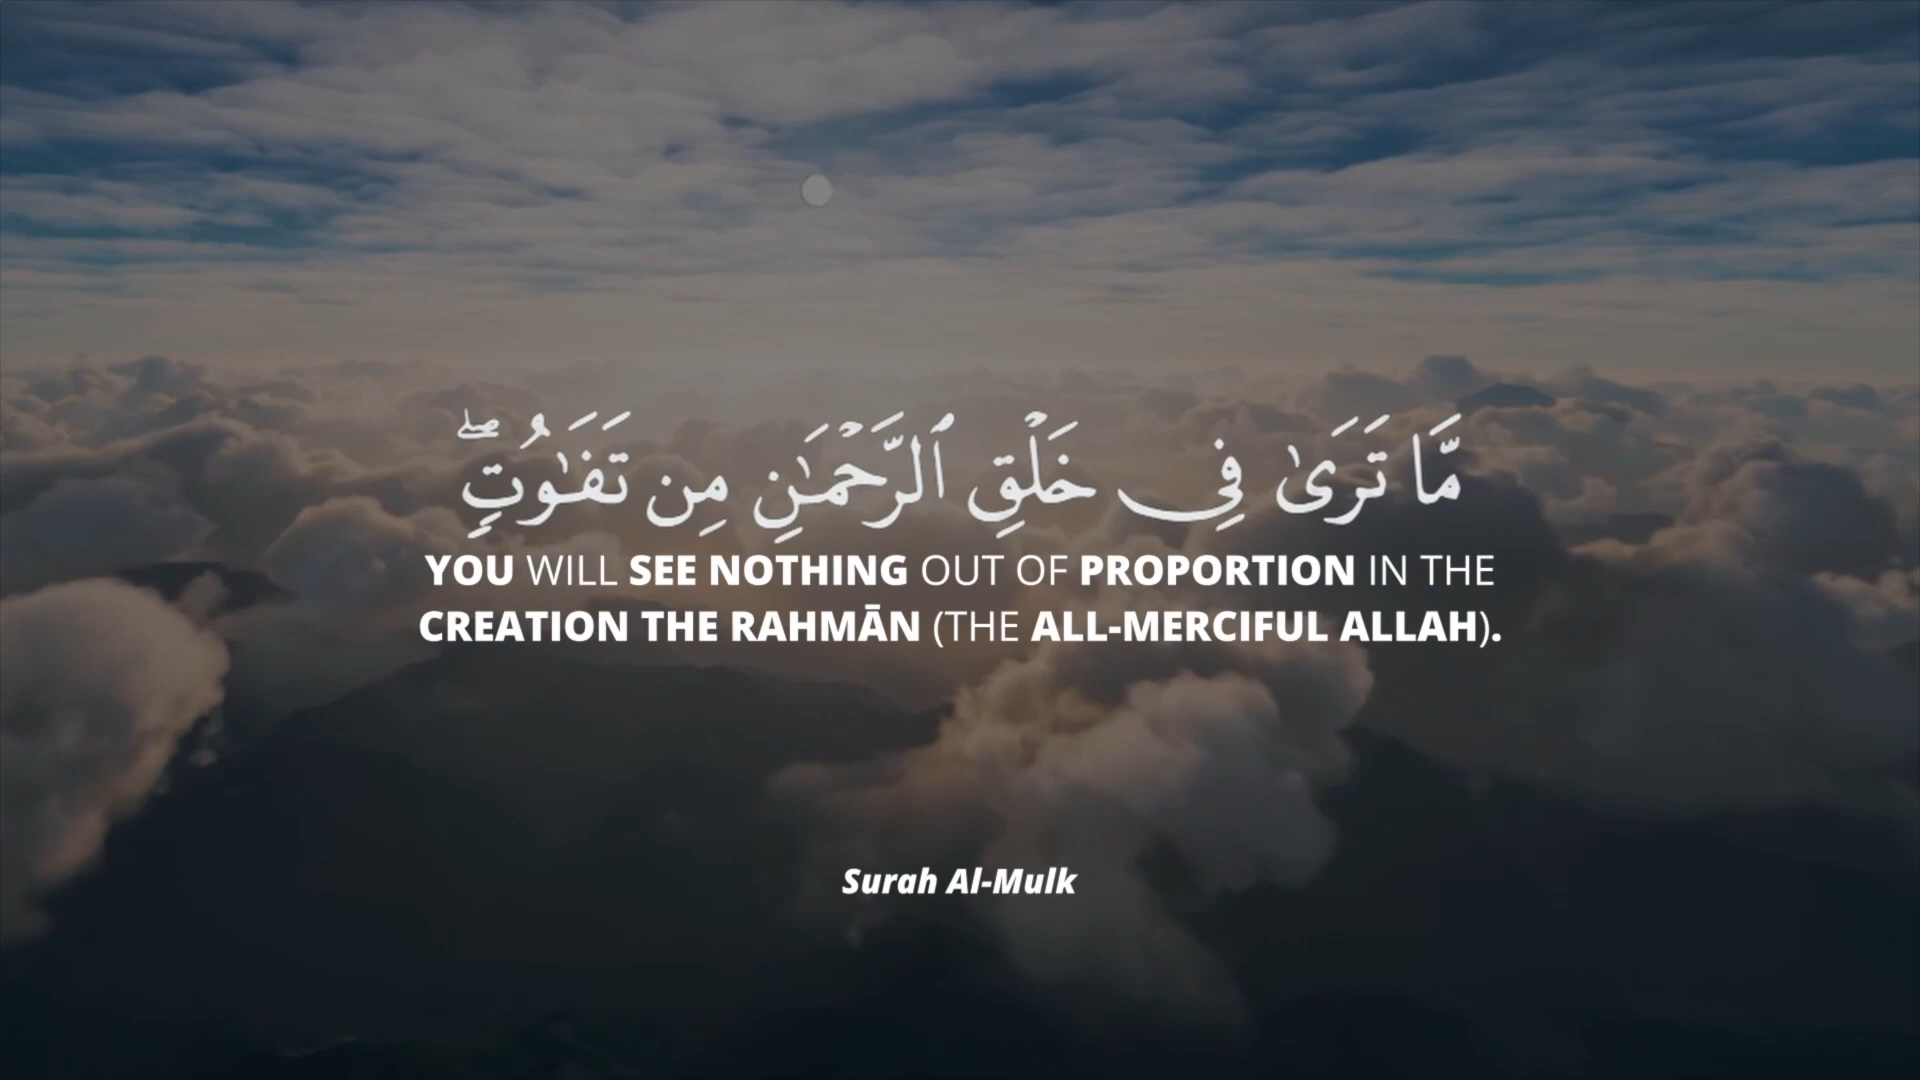 مَّا تَرَىٰ فِى خَلْقِ ٱلرَّحْمَـٰنِ مِن تَفَـٰوُتٍۢ ۖ
YOU WILL SEE NOTHING OUT OF PROPORTION IN THE
CREATION THE RAHMĀN (THE ALL-MERCIFUL ALLAH).
Surah Al-Mulk